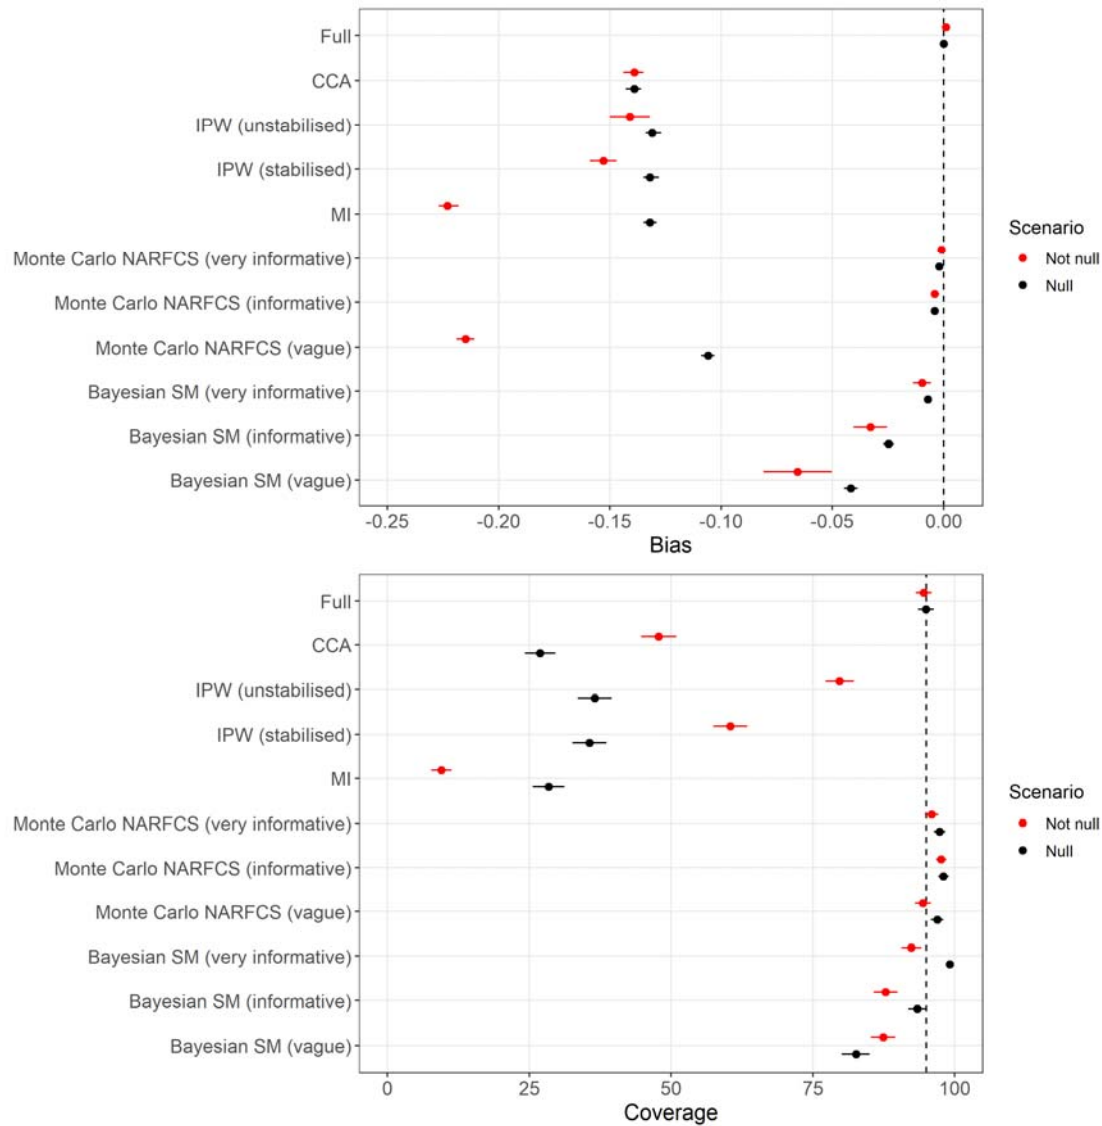 Full
CCA
IPW (unstabilised)
IPW (stabilised)
MI
Monte Carlo NARFCS (very informative)
Monte Carlo NARFCS (informative)
Monte Carlo NARFCS (vague)
Bayesian SM (very informative)
Bayesian SM (informative)
Bayesian SM (vague)
-0.25 -0.20 -0.15 -0.10 -0.05 0.00
Bias
Scenario
Not null
Null
Full
CCA
IPW (unstabilised)
IPW (stabilised)
MI
Monte Carlo NARFCS (very informative)
Monte Carlo NARFCS (informative)
Monte Carlo NARFCS (vague)
Bayesian SM (very informative)
Bayesian SM (informative)
Bayesian SM (vague)
0 25 50 75 100
Coverage
Scenario
Not null
Null